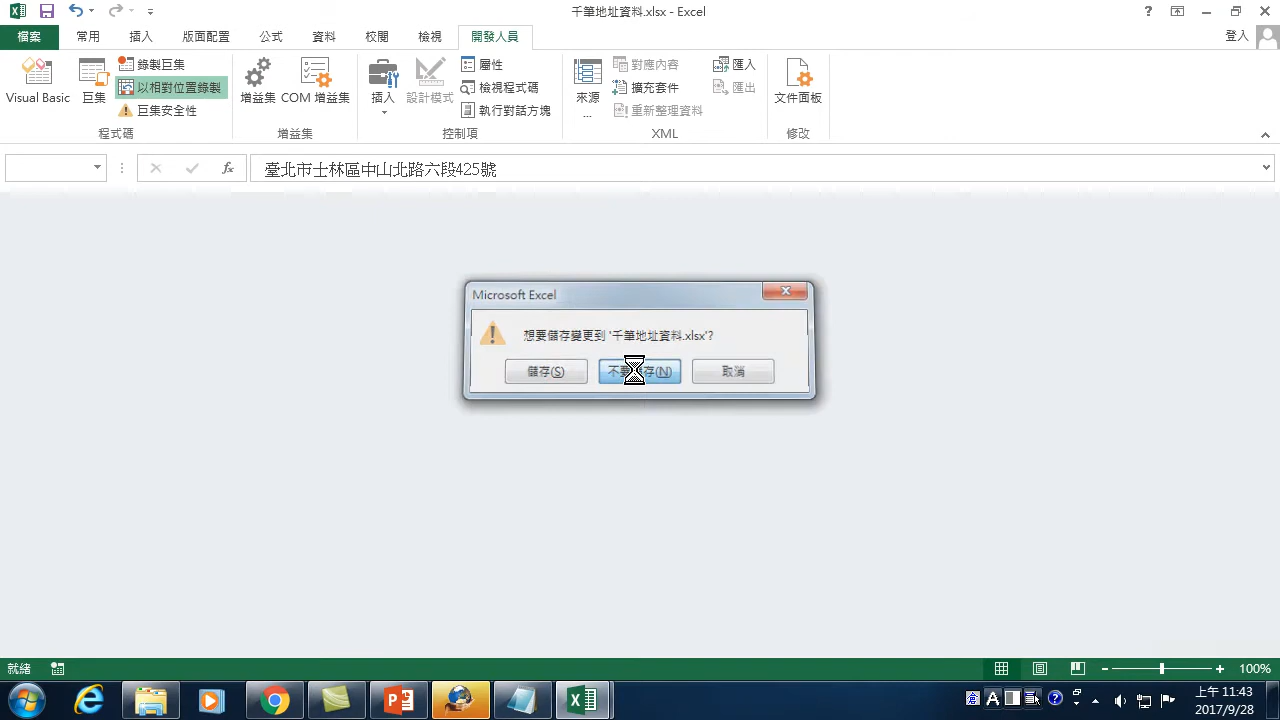 千筆地址資料.xlsx - Excel
檔案 常用 插入 版面配置 公式 資料 校閱 檢視 開發人員 登入
Visual Basic
巨集
錄製巨集
以相對位置錄製
巨集安全性
程式碼
增益集
COM 增益集
增益集
插入
設計模式
屬性
檢視程式碼
執行對話方塊
控制項
來源
...
對應內容
擴充套件
重新整理資料
匯入
匯出
XML
文件面板
修改
fx
臺北市士林區中山北路六段425號
Microsoft Excel
想要儲存變更到 '千筆地址資料.xlsx'?
儲存(S) 不要儲存(N) 取消
就緒
100%
上午 11:43
2017/9/28